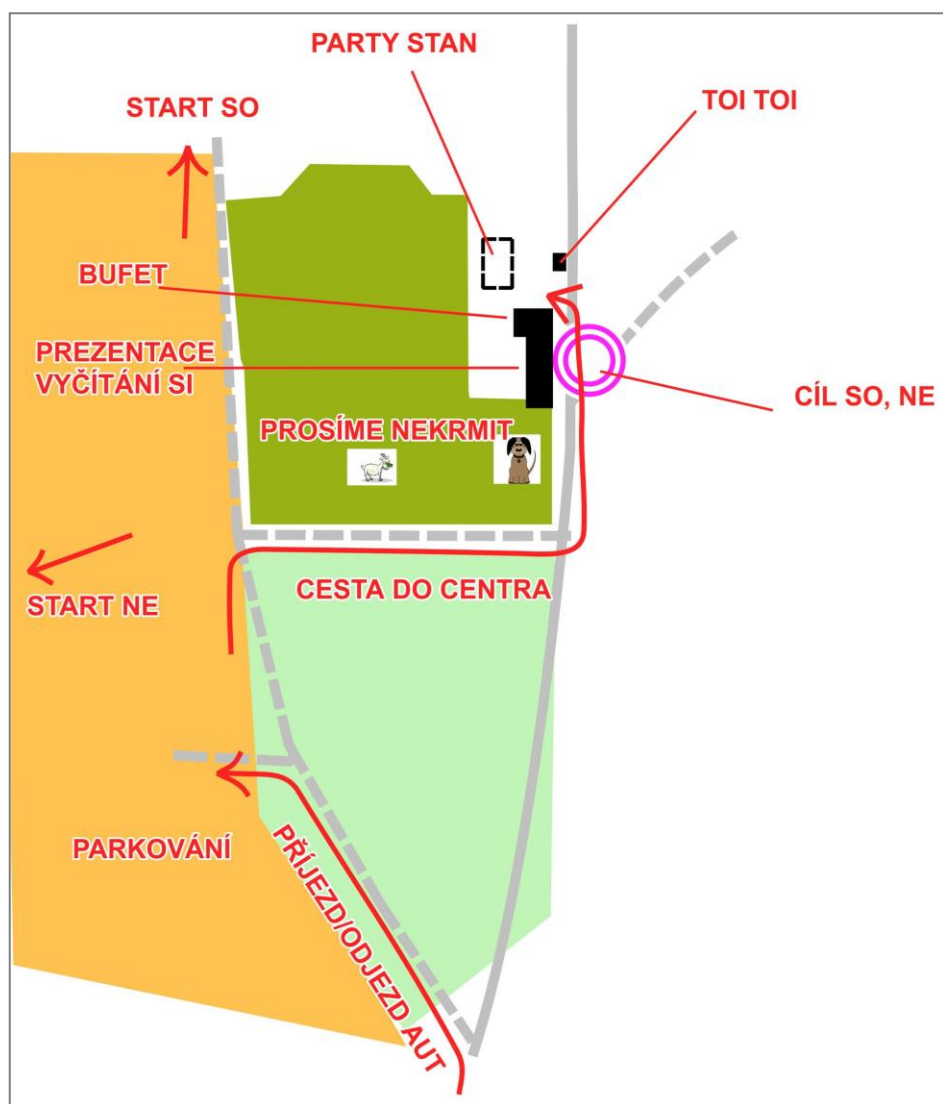 PARTY STAN
START SO
TOI TOI
BUFET
PREZENTACE
VYČÍTÁNÍ SI
CÍL SO, NE
PROSÍME NEKRMIT
CESTA DO CENTRA
START NE
PARKOVÁNÍ
PŘÍJEZD/ODJEZD AUT